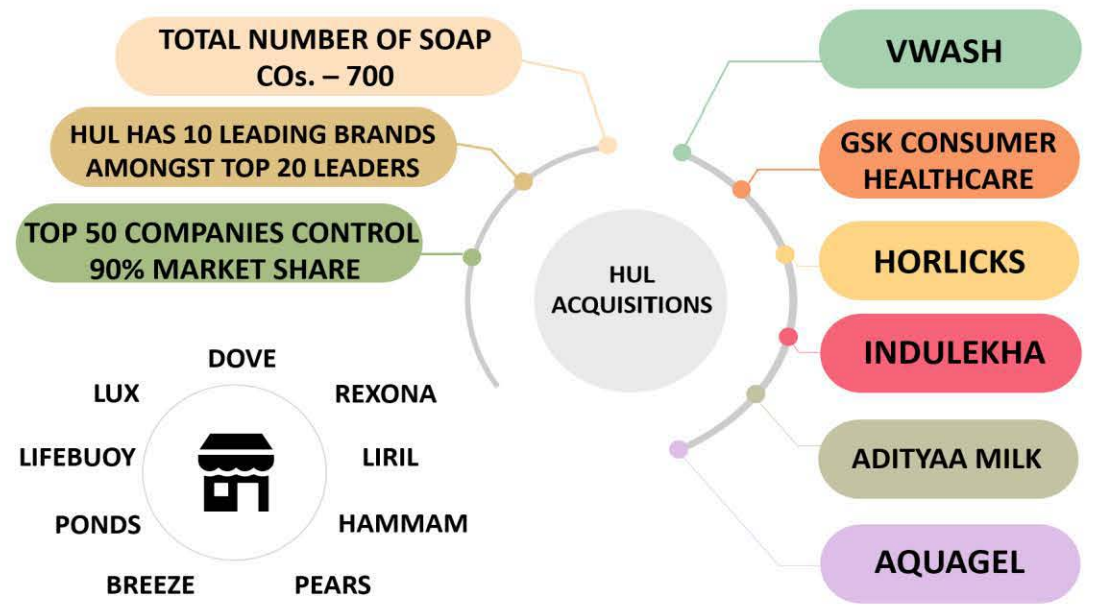 TOTAL NUMBER OF SOAP
COs. – 700
HUL HAS 10 LEADING BRANDS
AMONGST TOP 20 LEADERS
TOP 50 COMPANIES CONTROL
90% MARKET SHARE
HUL
ACQUISITIONS
VWASH
GSK CONSUMER
HEALTHCARE
HORLICKS
INDULEKHA
ADITYAA MILK
AQUAGEL
DOVE
LUX
REXONA
LIFEBUOY
LIRIL
PONDS
HAMMAM
BREEZE
PEARS